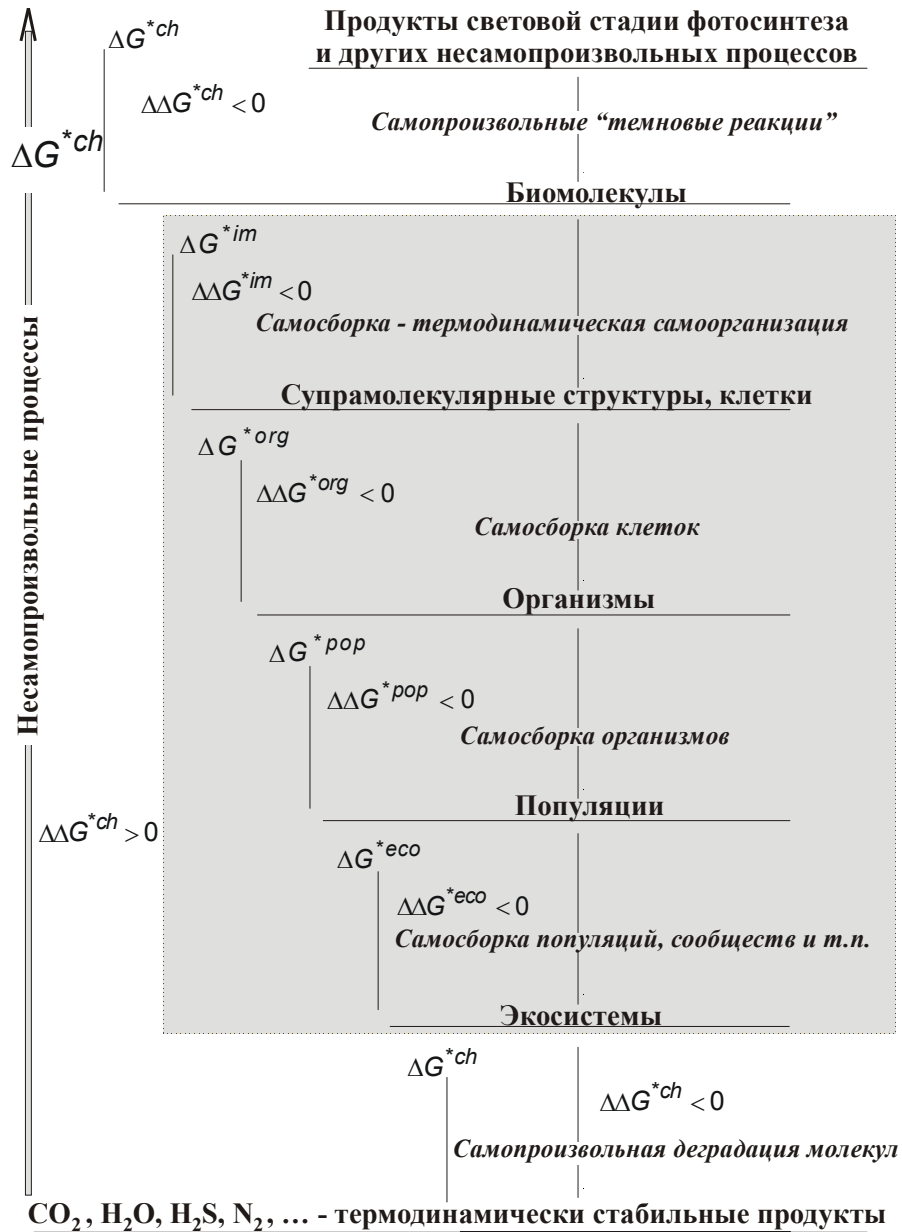 ΔG*ch
Продукты световой стадии фотосинтеза
и других несамопроизвольных процессов
ΔΔG*ch < 0
Самопроизвольные “темновые реакции”
ΔG*ch
Биомолекулы
ΔG*im
ΔΔG*im < 0
Самосборка - термодинамическая самоорганизация
Супрамолекулярные структуры, клетки
ΔG*org
ΔΔG*org < 0
Самосборка клеток
Организмы
Несамопроизвольные процессы
ΔG*pop
ΔΔG*pop < 0
Самосборка организмов
Популяции
ΔΔG*ch > 0
ΔG*eco
ΔΔG*eco < 0
Самосборка популяций, сообществ и т.п.
Экосистемы
ΔG*ch
ΔΔG*ch < 0
Самопроизвольная деградация молекул
CO2, H2O, H2S, N2, … - термодинамически стабильные продукты